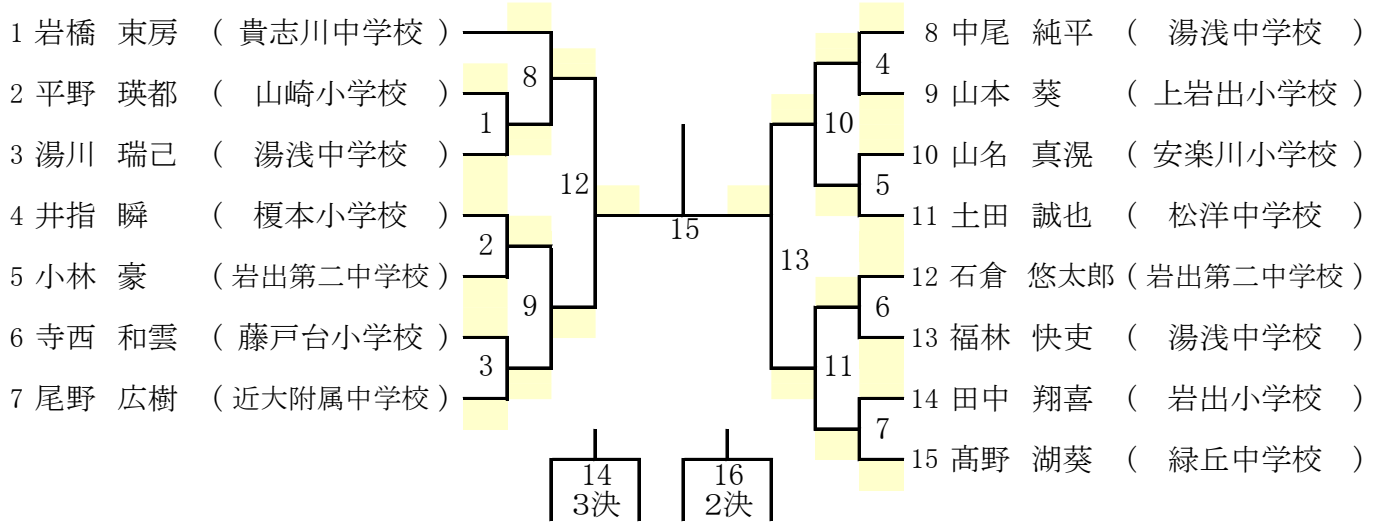 1 岩橋 束房 ( 貴志川中学校 )
2 平野 瑛都 ( 山崎小学校 )
3 湯川 瑞己 ( 湯浅中学校 )
4 井指 瞬 ( 榎本小学校 )
5 小林 豪 ( 岩出第二中学校 )
6 寺西 和雲 ( 藤戸台小学校 )
7 尾野 広樹 ( 近大附属中学校 )
8
1
12
2
9
3
15
14
3決
16
2決
4
10
5
13
6
11
7
8 中尾 純平 ( 湯浅中学校 )
9 山本 葵 ( 上岩出小学校 )
10 山名 真滉 ( 安楽川小学校 )
11 土田 誠也 ( 松洋中学校 )
12 石倉 悠太郎 ( 岩出第二中学校 )
13 福林 快吏 ( 湯浅中学校 )
14 田中 翔喜 ( 岩出小学校 )
15 髙野 湖葵 ( 緑丘中学校 )